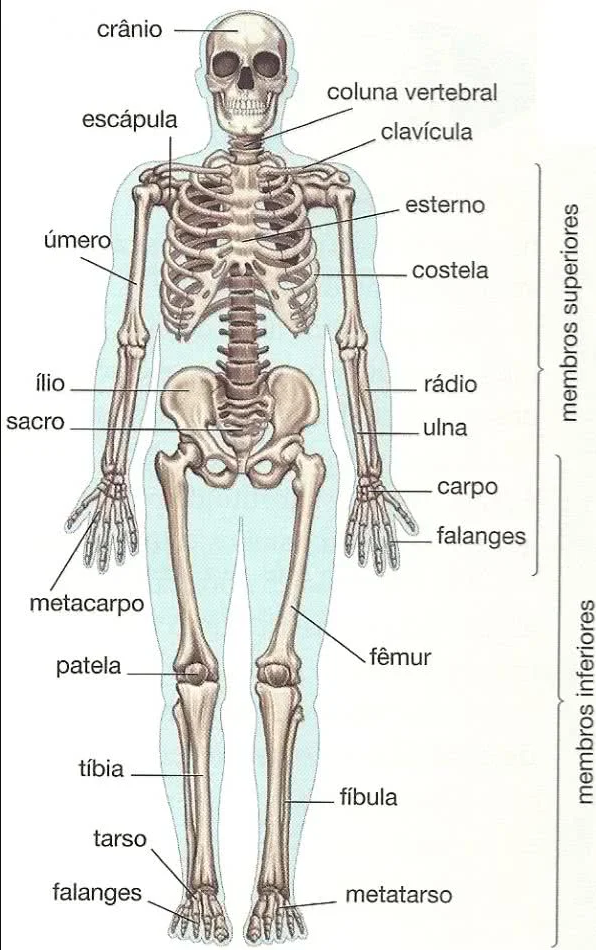 crânio
coluna vertebral
escápula
clavícula
esterno
úmero
costela
membros superiores
ílio
rádio
sacro
ulna
carpo
falanges
metacarpo
fêmur
patela
membros inferiores
tíbia
fíbula
tarso
falanges
metatarso